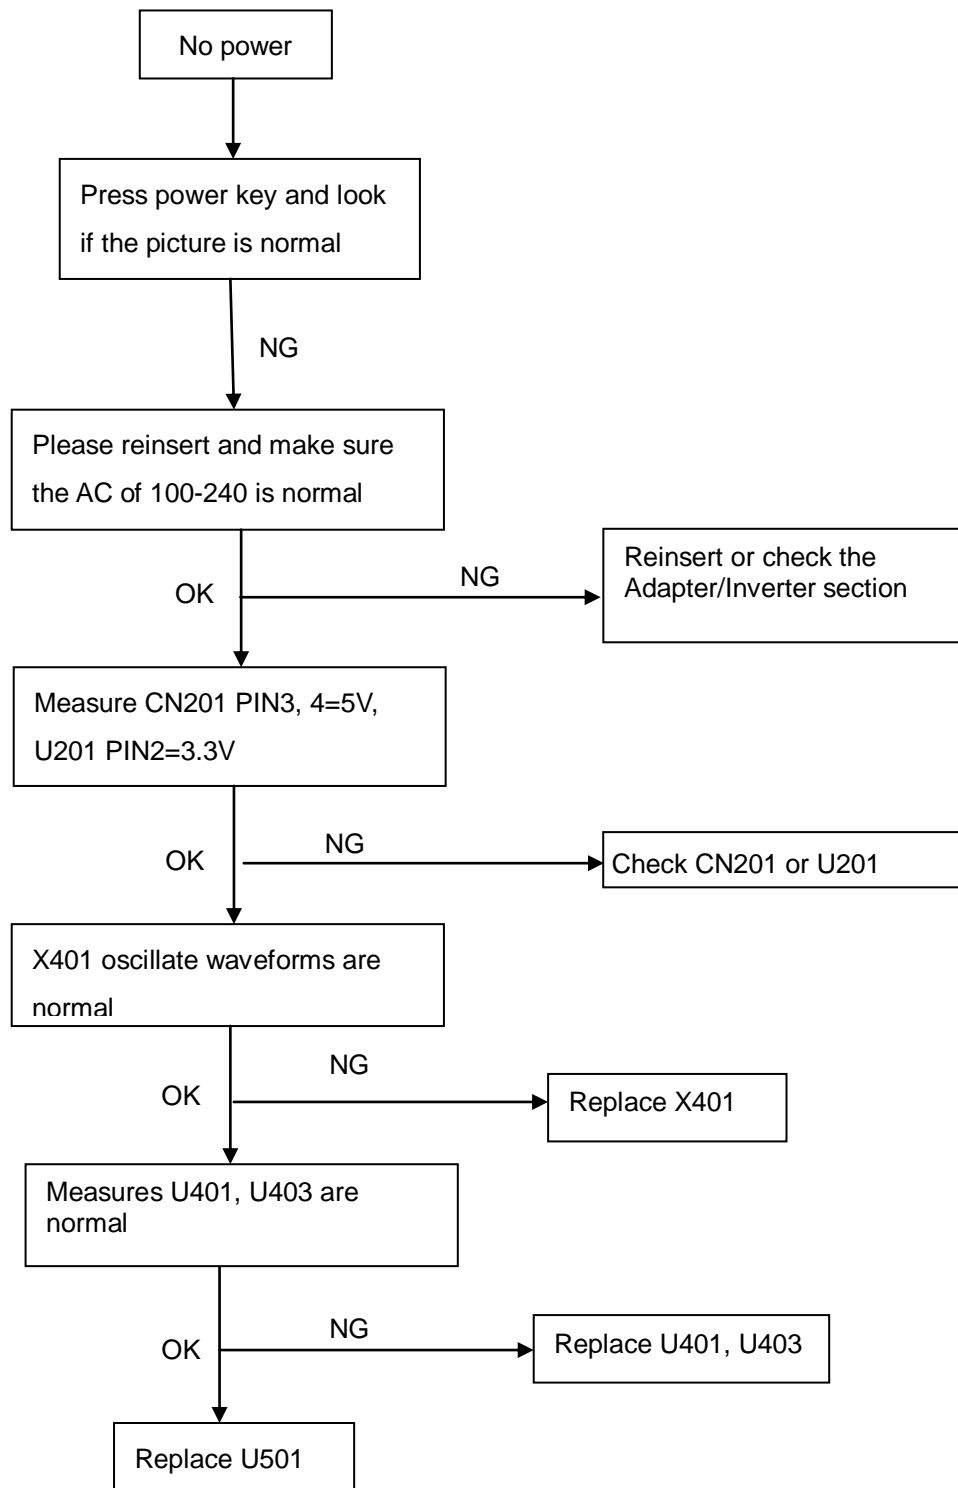 No power
Press power key and look
if the picture is normal
NG
Please reinsert and make sure
the AC of 100-240 is normal
NG
OK
Reinsert or check the
Adapter/Inverter section
Measure CN201 PIN3, 4=5V,
U201 PIN2=3.3V
NG
OK
Check CN201 or U201
X401 oscillate waveforms are
normal
NG
OK
Replace X401
Measures U401, U403 are
normal
NG
OK
Replace U401, U403
Replace U501